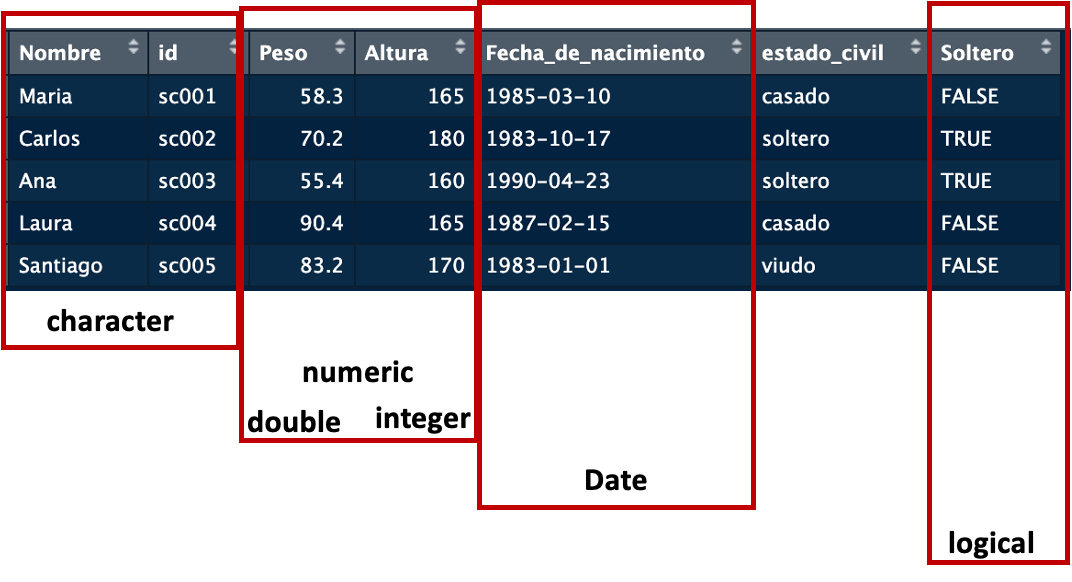 Nombre id Peso Altura Fecha_de_nacimiento estado_civil Soltero
Maria sc001 58.3 165 1985-03-10 casado FALSE
Carlos sc002 70.2 180 1983-10-17 soltero TRUE
Ana sc003 55.4 160 1990-04-23 soltero TRUE
Laura sc004 90.4 165 1987-02-15 casado FALSE
Santiago sc005 83.2 170 1983-01-01 viudo FALSE
character
numeric
double integer
Date
logical